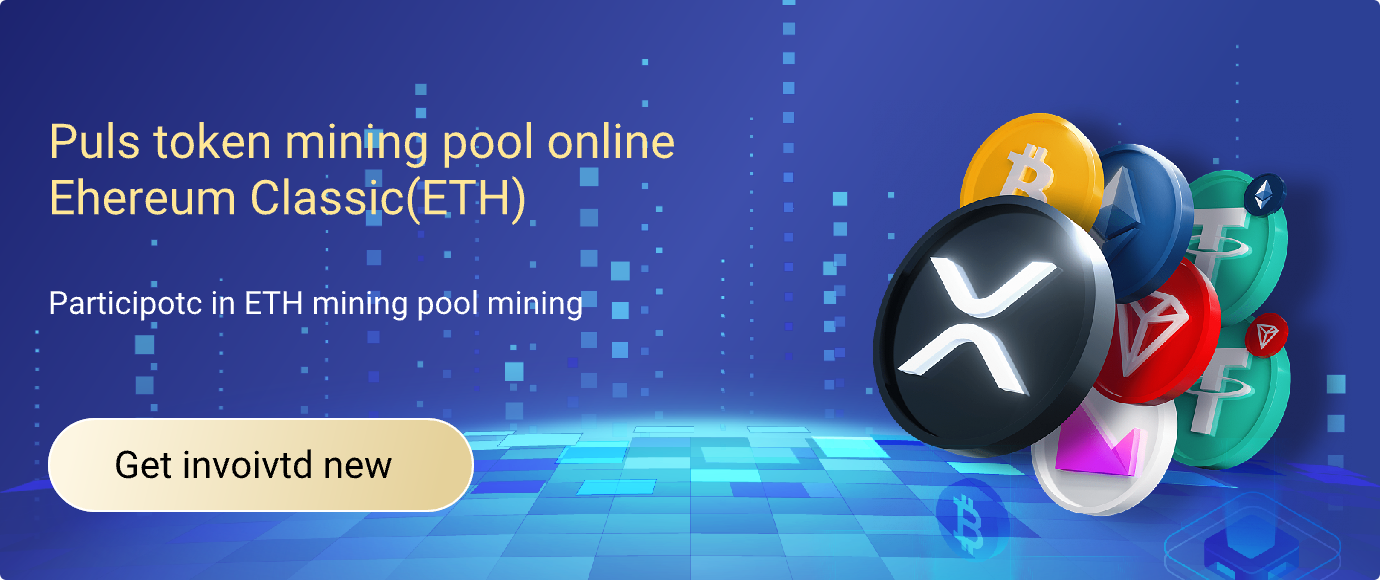 Puls token mining pool online
Ehereum Classic(ETH)
Participotc in ETH mining pool mining
Get invoivtd new